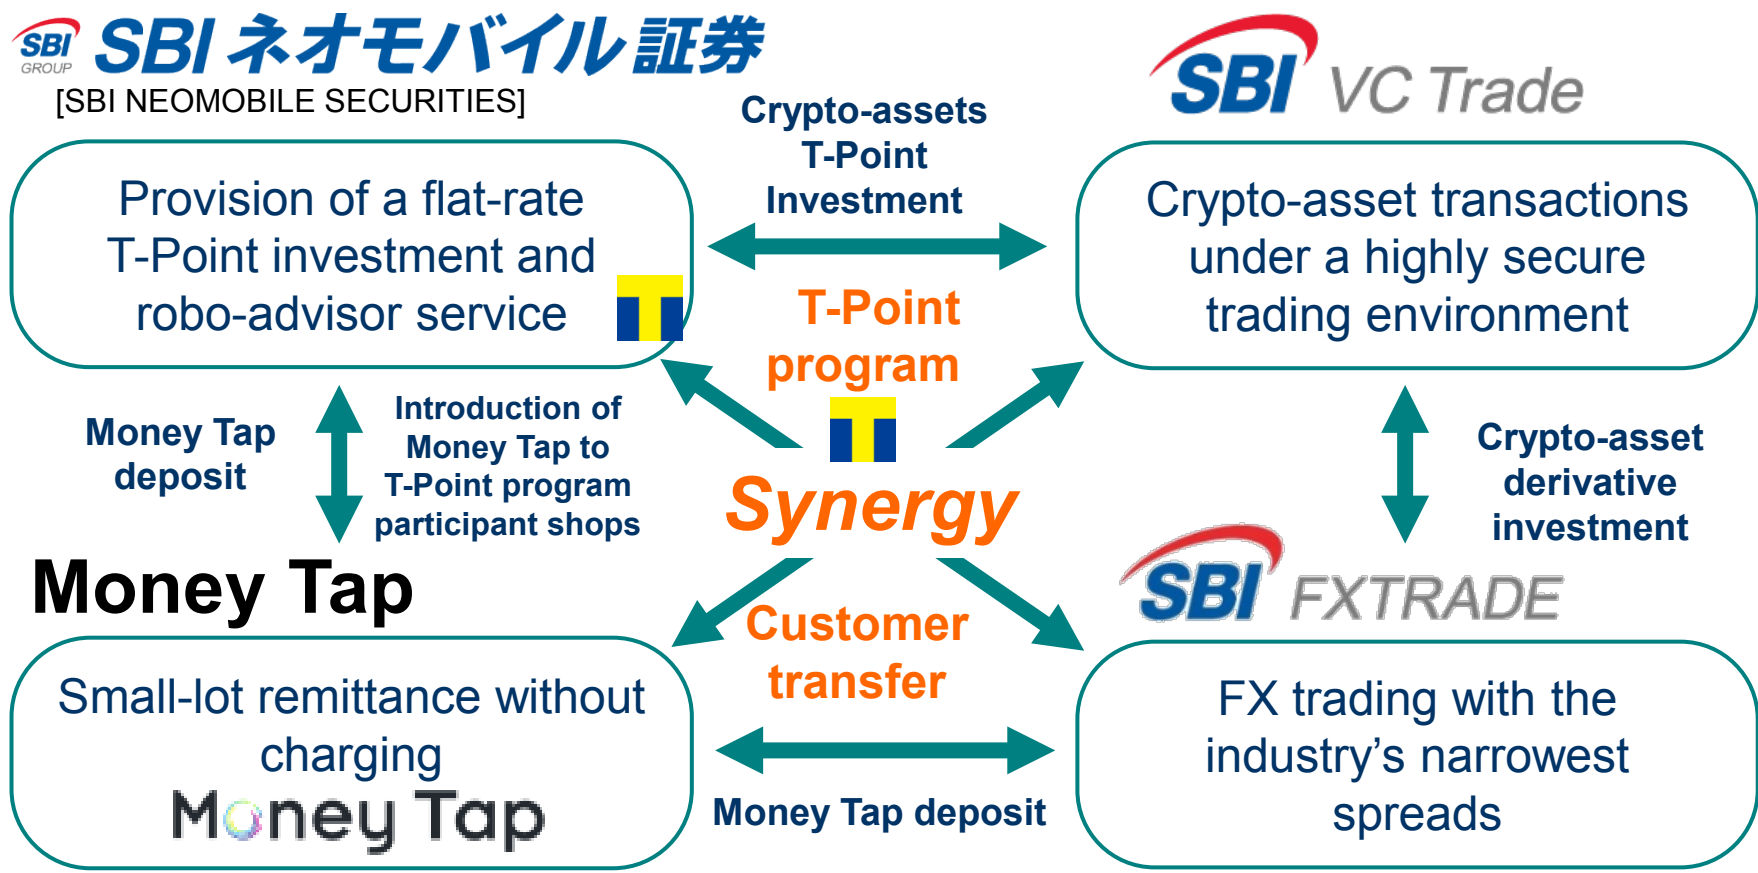 SBI
GROUP
SBI ネオモバイル証券
[SBI NEOMOBILE SECURITIES]
Provision of a flat-rate
T-Point investment and
robo-advisor service
T
Crypto-assets
T-Point
Investment
SBI VC Trade
Crypto-asset transactions
under a highly secure
trading environment
T-Point
program
T
Synergy
Customer
transfer
Money Tap
deposit
Introduction of
Money Tap to
T-Point program
participant shops
Crypto-asset
derivative
investment
Money Tap
Small-lot remittance without
charging
Money Tap
Money Tap deposit
SBI FXTRADE
FX trading with the
industry’s narrowest
spreads